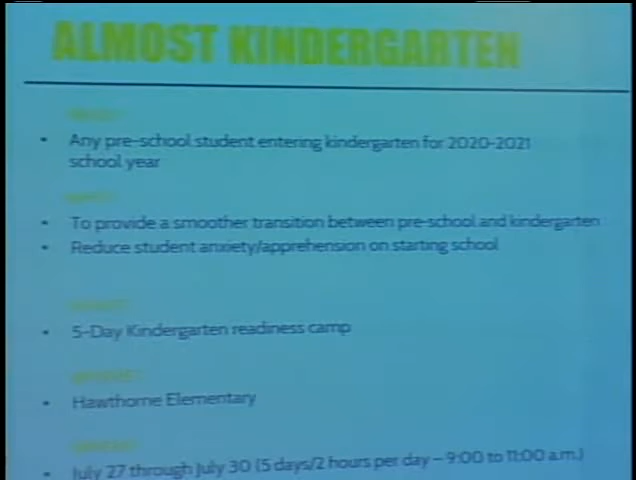 ALMOST KINDERGARTEN
• Any pre-school student entering kindergarten for 2020-2021
school year
• To provide a smoother transition between pre-school and kindergarten
• Reduce student anxiety/apprehension on starting school
• 5-Day Kindergarten readiness camp
• Hawthorne Elementary
• July 27 through July 30 (5 days/2 hours per day – 9:00 to 11:00 a.m.)